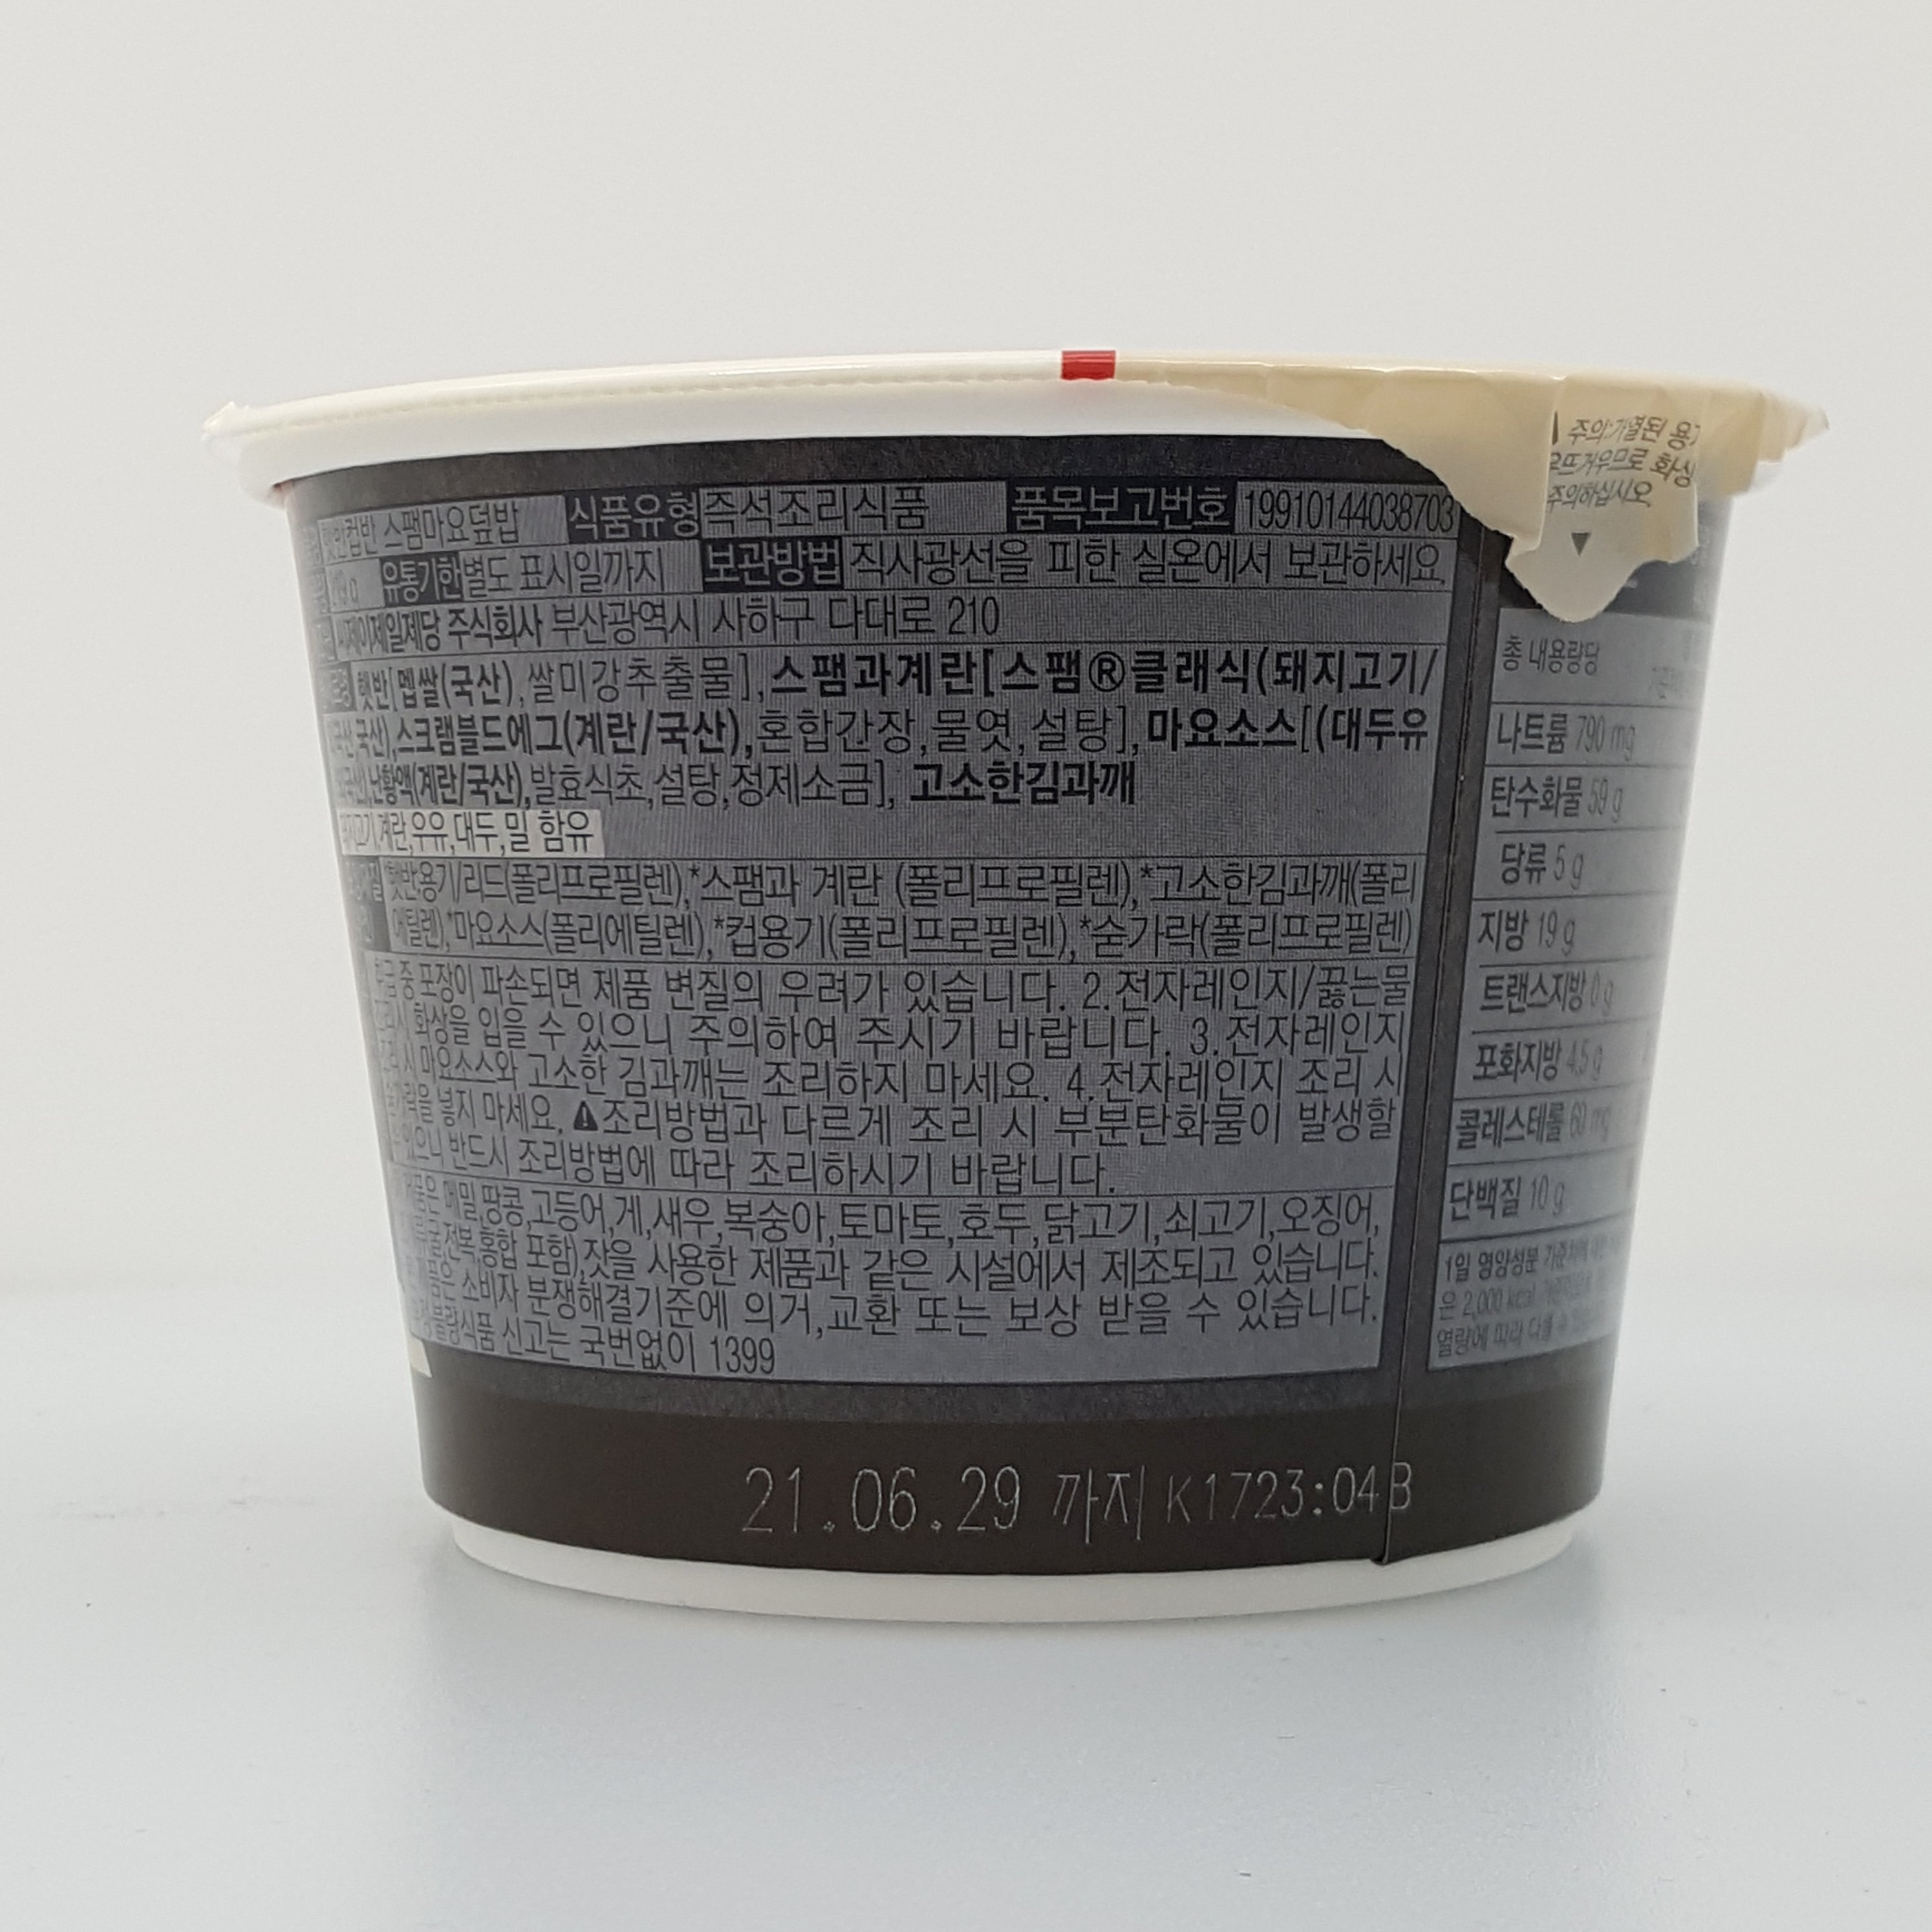 주의:가열된 용기
뜨거우므로 화상
주의하십시오.
햇반컵반 스팸마요덮밥 식품유형 즉석조리식품 품목보고번호 19910144038703
유통기한 별도 표시일까지 보관방법 직사광선을 피한 실온에서 보관하세요.
씨제이제일제당 주식회사 부산광역시 사하구 다대로 210
햇반[멥쌀(국산),쌀미강추출물],스팸과계란[스팸®클래식(돼지고기/
국산),스크램블드에그(계란/국산),혼합간장,물엿,설탕],마요소스[(대두유
난황액(계란/국산),발효식초,설탕,정제소금], 고소한김과깨
돼지고기,계란,우유,대두,밀 함유
햇반용기/리드(폴리프로필렌),*스팸과 계란 (폴리프로필렌),*고소한김과깨(폴리
에틸렌),*마요소스(폴리에틸렌),*컵용기(폴리프로필렌),*숟가락(폴리프로필렌)
중 포장이 파손되면 제품 변질의 우려가 있습니다. 2.전자레인지/끓는물
화상을 입을 수 있으니 주의하여 주시기 바랍니다. 3.전자레인지
마요소스와 고소한 김과깨는 조리하지 마세요. 4.전자레인지 조리 시
넣지 마세요. ⚠조리방법과 다르게 조리 시 부분탄화물이 발생할
있으니 반드시 조리방법에 따라 조리하시기 바랍니다.
메밀,땅콩,고등어,게,새우,복숭아,토마토,호두,닭고기,쇠고기,오징어,
전복,홍합 포함),잣을 사용한 제품과 같은 시설에서 제조되고 있습니다.
소비자 분쟁해결기준에 의거,교환 또는 보상 받을 수 있습니다.
신고는 국번없이 1399
총 내용량당
나트륨 790 mg
탄수화물 59 g
당류 5 g
지방 19 g
트랜스지방 0 g
포화지방 4.5 g
콜레스테롤 60 mg
단백질 10 g
1일 영양성분 기준치에
은 2,000 kcal
열량에 따라 다를 수
21.06.29 까지 K1723:04 B